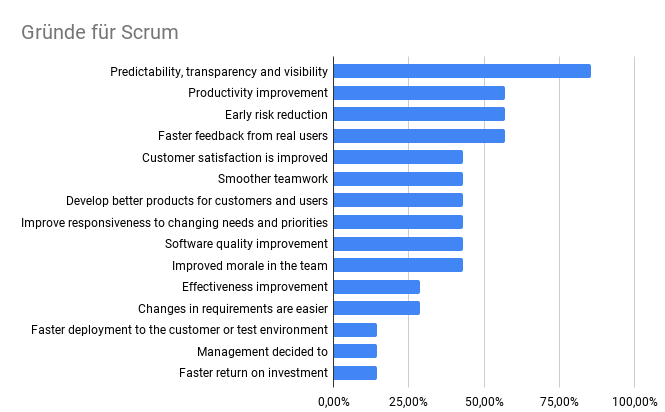 Gründe für Scrum
Predictability, transparency and visibility
Productivity improvement
Early risk reduction
Faster feedback from real users
Customer satisfaction is improved
Smoother teamwork
Develop better products for customers and users
Improve responsiveness to changing needs and priorities
Software quality improvement
Improved morale in the team
Effectiveness improvement
Changes in requirements are easier
Faster deployment to the customer or test environment
Management decided to
Faster return on investment
0,00% 25,00% 50,00% 75,00% 100,00%